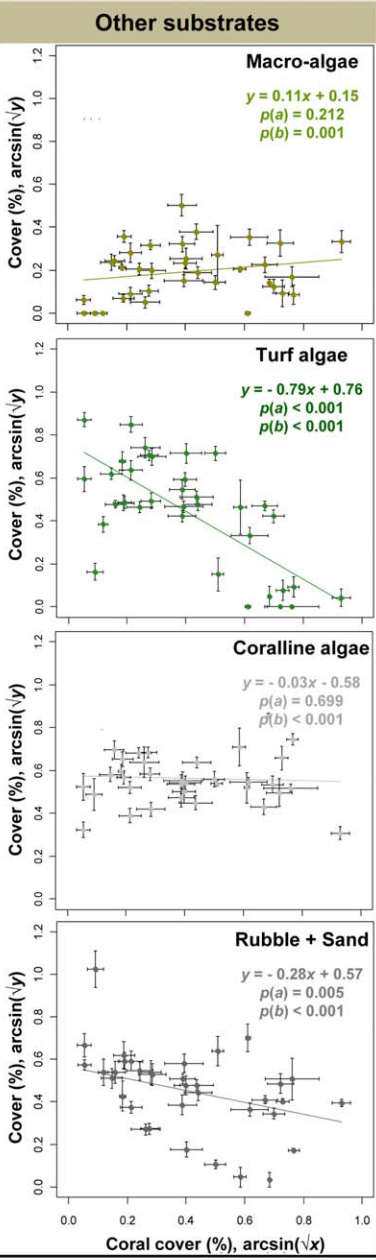 Other substrates
Macro-algae
y = 0.11x + 0.15
p(a) = 0.212
p(b) = 0.001
Cover (%), arcsin(√y)
0.0 0.2 0.4 0.6 0.8 1.0 1.2
Turf algae
y = - 0.79x + 0.76
p(a) < 0.001
p(b) < 0.001
Cover (%), arcsin(√y)
0.0 0.2 0.4 0.6 0.8 1.0 1.2
Coralline algae
y = - 0.03x - 0.58
p(a) = 0.699
p(b) < 0.001
Cover (%), arcsin(√y)
0.0 0.2 0.4 0.6 0.8 1.0 1.2
Rubble + Sand
y = - 0.28x + 0.57
p(a) = 0.005
p(b) < 0.001
Cover (%), arcsin(√y)
0.0 0.2 0.4 0.6 0.8 1.0 1.2
0.0 0.2 0.4 0.6 0.8 1.0
Coral cover (%), arcsin(√x)